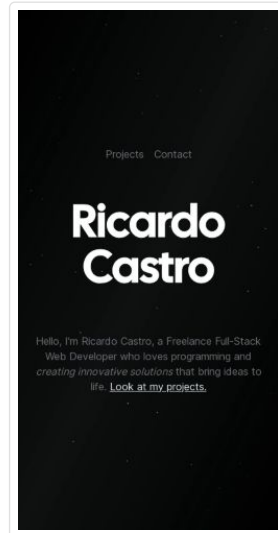 Projects Contact
Ricardo
Castro
Hello, I'm Ricardo Castro, a Freelance Full-Stack
Web Developer who loves programming and
creating innovative solutions that bring ideas to
life. Look at my projects.